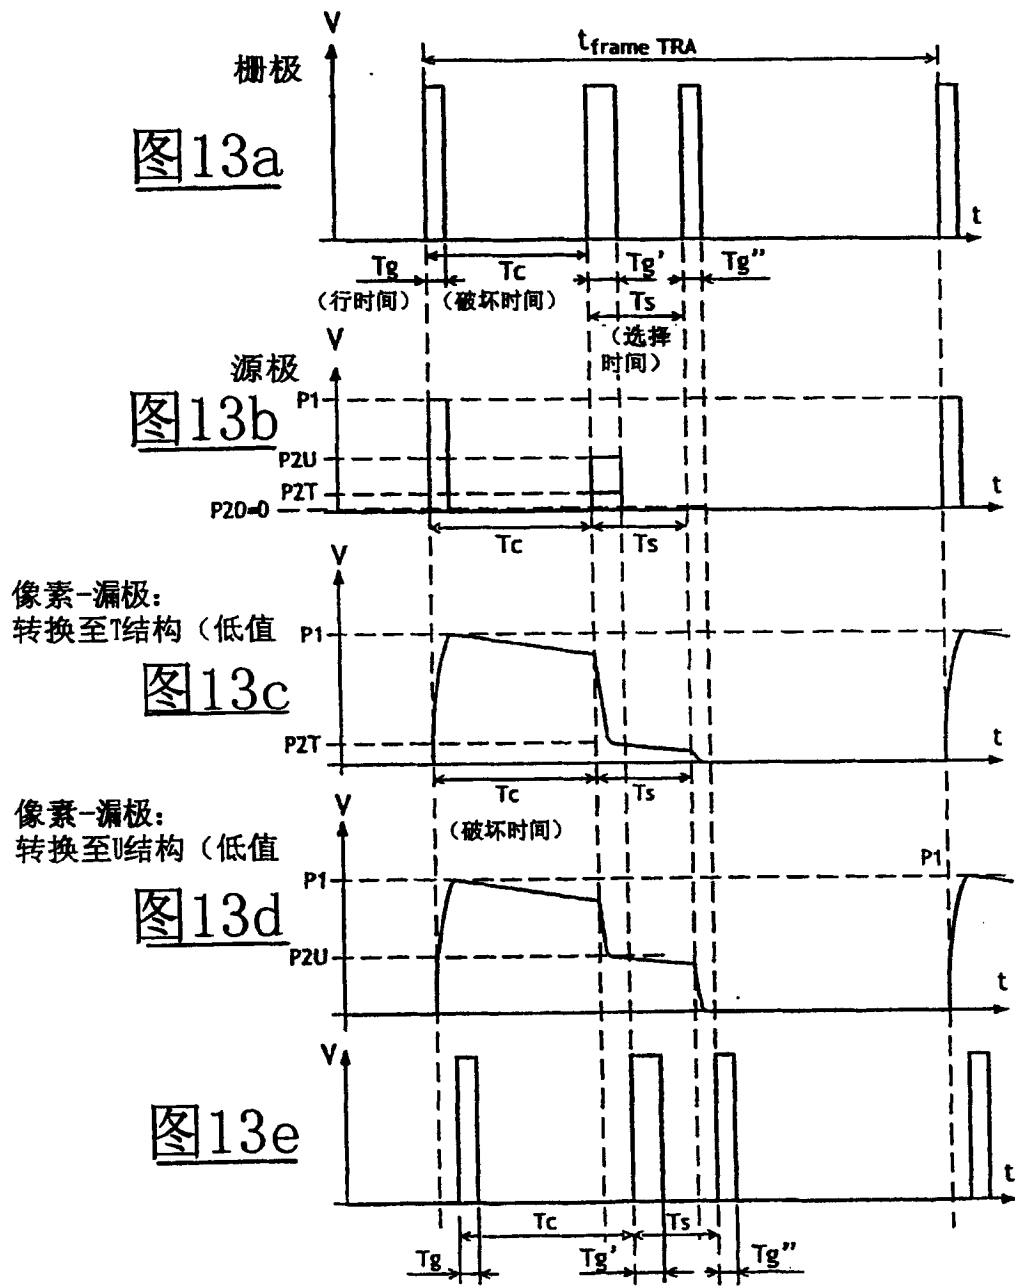 V
t frame TRA
栅极
图13a
t
Tg Tc Tg' Tg"
(行时间) (破坏时间) Ts
(选择
时间)
V
源极
P1
图13b
P2U
P2T
t
P2D=0
Tc Ts
V
像素-漏极:
转换至T结构(低值
P1
图13c
P2T
t
Tc Ts
V
像素-漏极:
(破坏时间)
转换至U结构(低值
P1
P1
图13d
P2U
t
V
图13e
t
Tc Ts
Tg Tg' Tg"